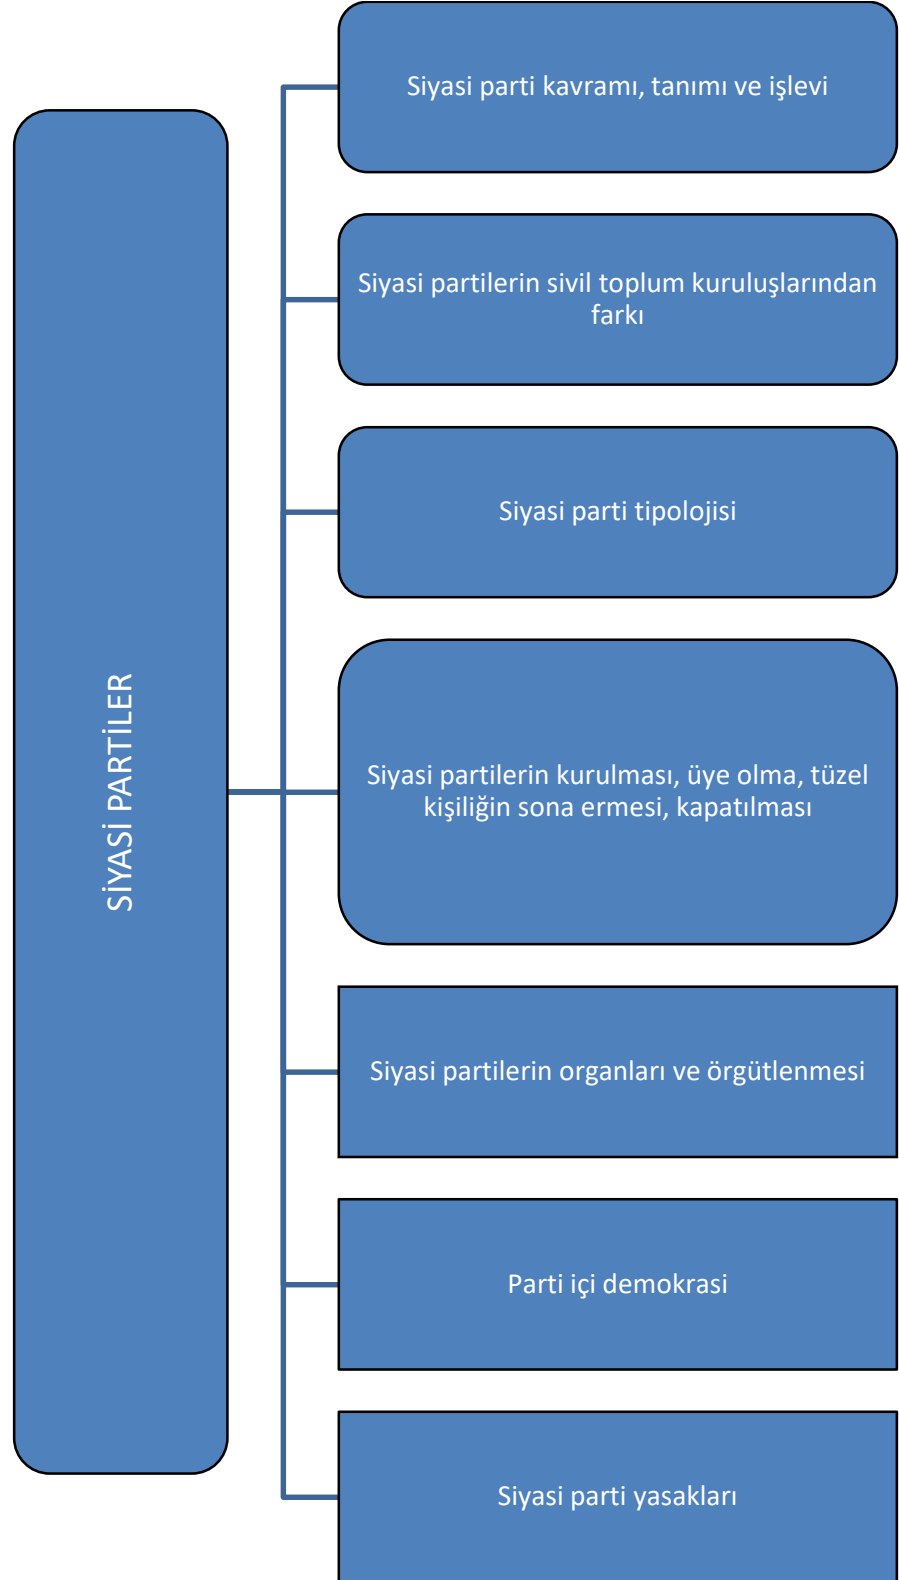 SİYASİ PARTİLER
Siyasi parti kavramı, tanımı ve işlevi
Siyasi partilerin sivil toplum kuruluşlarından
farkı
Siyasi parti tipolojisi
Siyasi partilerin kurulması, üye olma, tüzel
kişiliğin sona ermesi, kapatılması
Siyasi partilerin organları ve örgütlenmesi
Parti içi demokrasi
Siyasi parti yasakları